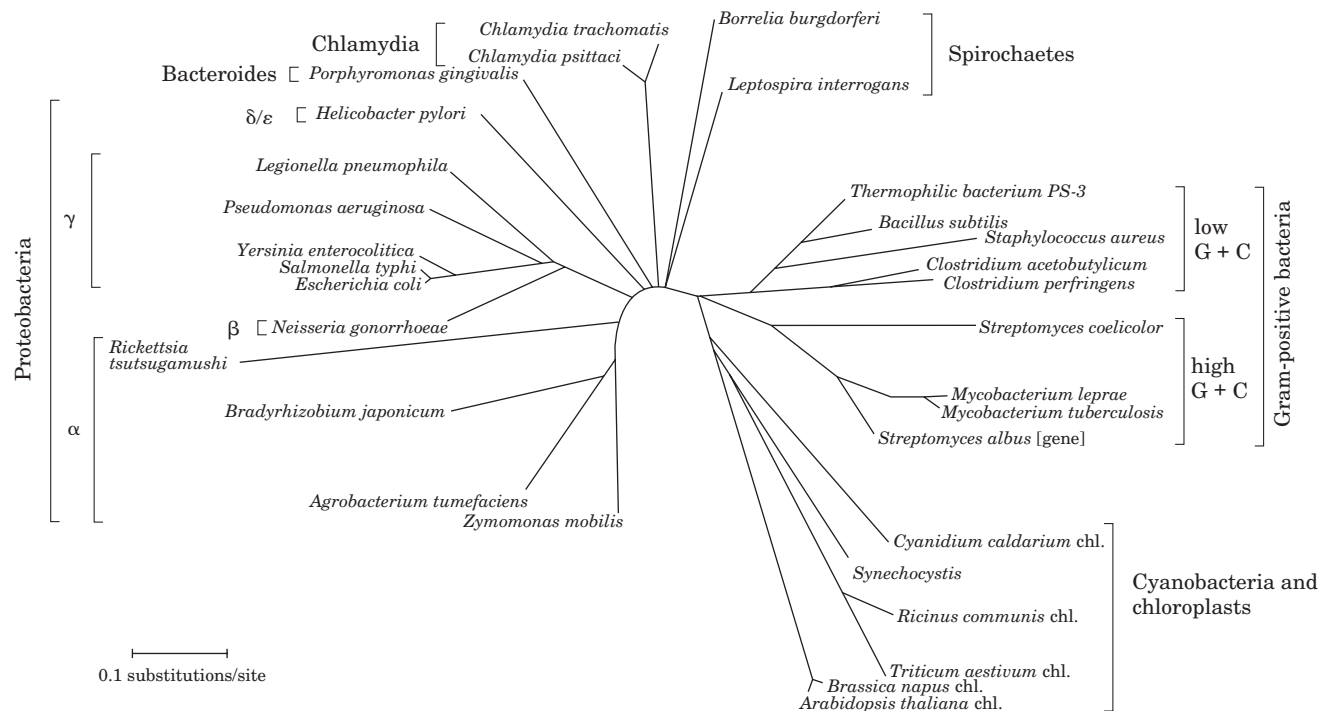 Borrelia burgdorferi
Chlamydia trachomatis
Chlamydia
Chlamydia psittaci
Spirochaetes
Bacteroides
Porphyromonas gingivalis
Leptospira interrogans
δ/ε
Helicobacter pylori
Legionella pneumophila
Thermophilic bacterium PS-3
Pseudomonas aeruginosa
Bacillus subtilis
Staphylococcus aureus
low
G + C
γ
Yersinia enterocolitica
Salmonella typhi
Escherichia coli
Clostridium acetobutylicum
Clostridium perfringens
Gram-positive bacteria
Proteobacteria
β
Neisseria gonorrhoeae
Streptomyces coelicolor
Rickettsia
tsutsugamushi
high
G + C
Mycobacterium leprae
Mycobacterium tuberculosis
Bradyrhizobium japonicum
α
Streptomyces albus [gene]
Agrobacterium tumefaciens
Zymomonas mobilis
Cyanidium caldarium chl.
Synechocystis
Cyanobacteria and
chloroplasts
Ricinus communis chl.
0.1 substitutions/site
Triticum aestivum chl.
Brassica napus chl.
Arabidopsis thaliana chl.